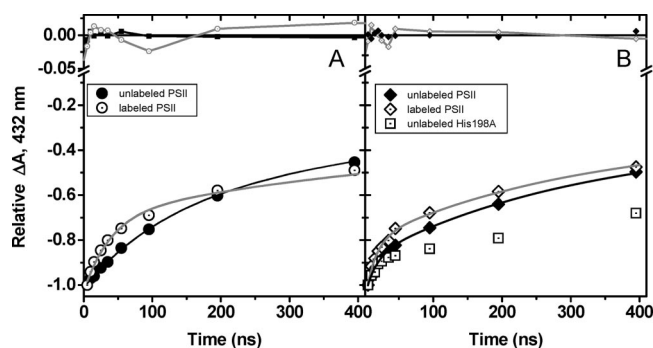 0.00
-0.05
A
B
unlabeled PSII
labeled PSII
unlabeled PSII
labeled PSII
unlabeled His198A
Relative ΔA, 432 nm
-0.4
-0.6
-0.8
-1.0
0 100 200 300 400 0 100 200 300 400
Time (ns) Time (ns)